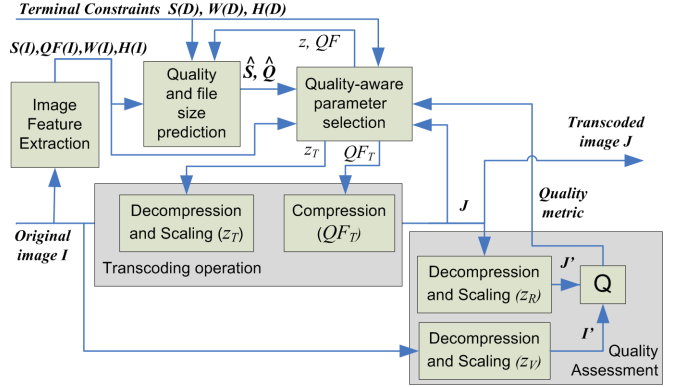 Terminal Constraints S(D), W(D), H(D)
S(I),QF(I),W(I),H(I)
z, QF
Image
Feature
Extraction
Quality
and file
size
prediction
Ŝ, Q̂
Quality-aware
parameter
selection
z_T
QF_T
Transcoded
image J
Original
image I
Decompression
and Scaling (z_T)
Compression
(QF_T)
Transcoding operation
J
Quality
metric
Decompression
and Scaling (z_R)
J’
Q
I’
Decompression
and Scaling (z_V)
Quality
Assessment